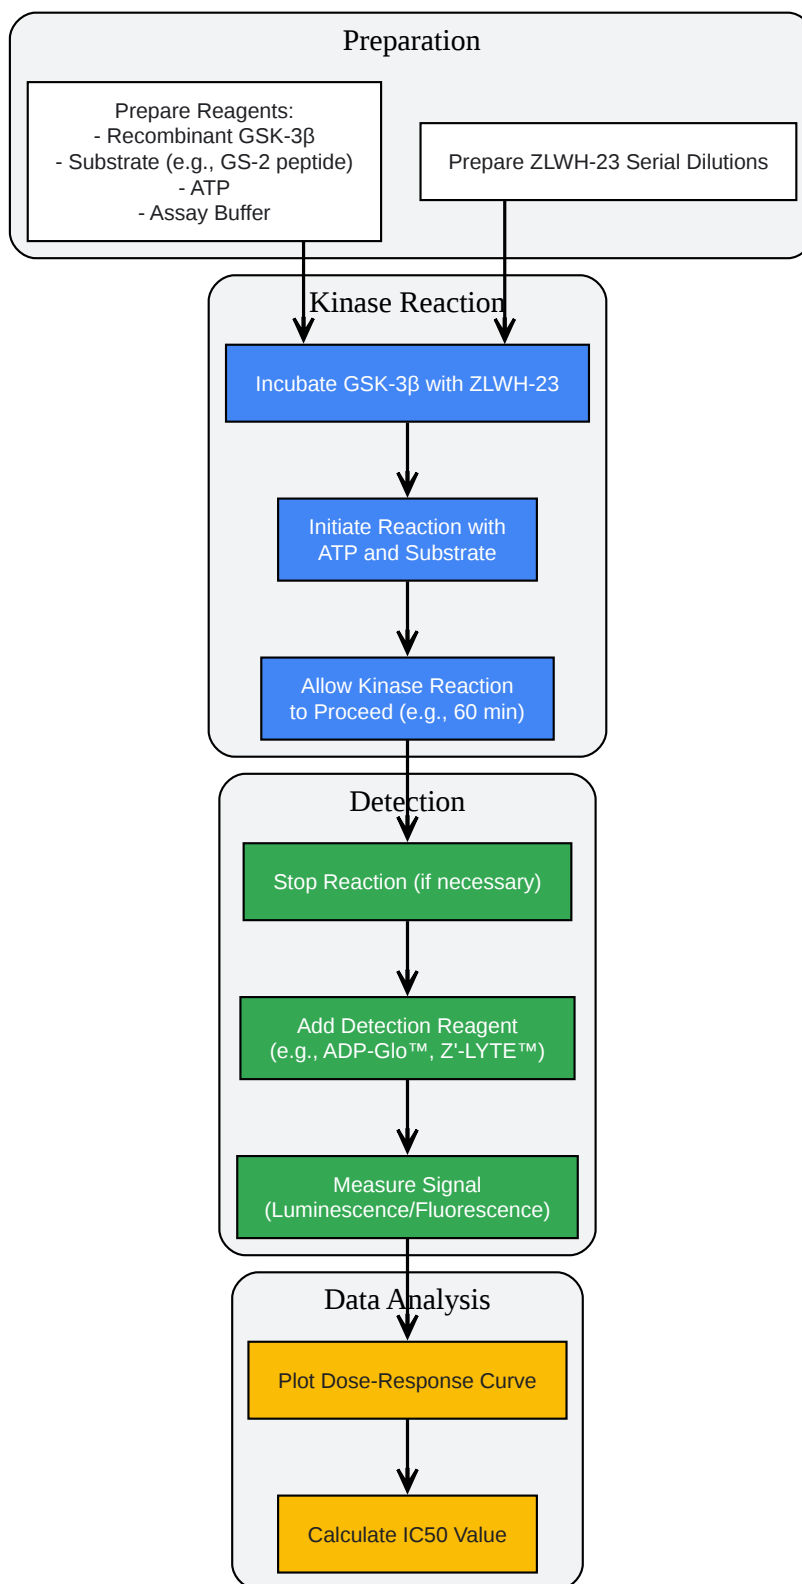 Preparation
Prepare Reagents:
- Recombinant GSK-3β
- Substrate (e.g., GS-2 peptide)
- ATP
- Assay Buffer
Prepare ZLWH-23 Serial Dilutions
Kinase Reaction
Incubate GSK-3β with ZLWH-23
Initiate Reaction with
ATP and Substrate
Allow Kinase Reaction
to Proceed (e.g., 60 min)
Detection
Stop Reaction (if necessary)
Add Detection Reagent
(e.g., ADP-Glo™, Z'-LYTE™)
Measure Signal
(Luminescence/Fluorescence)
Data Analysis
Plot Dose-Response Curve
Calculate IC50 Value